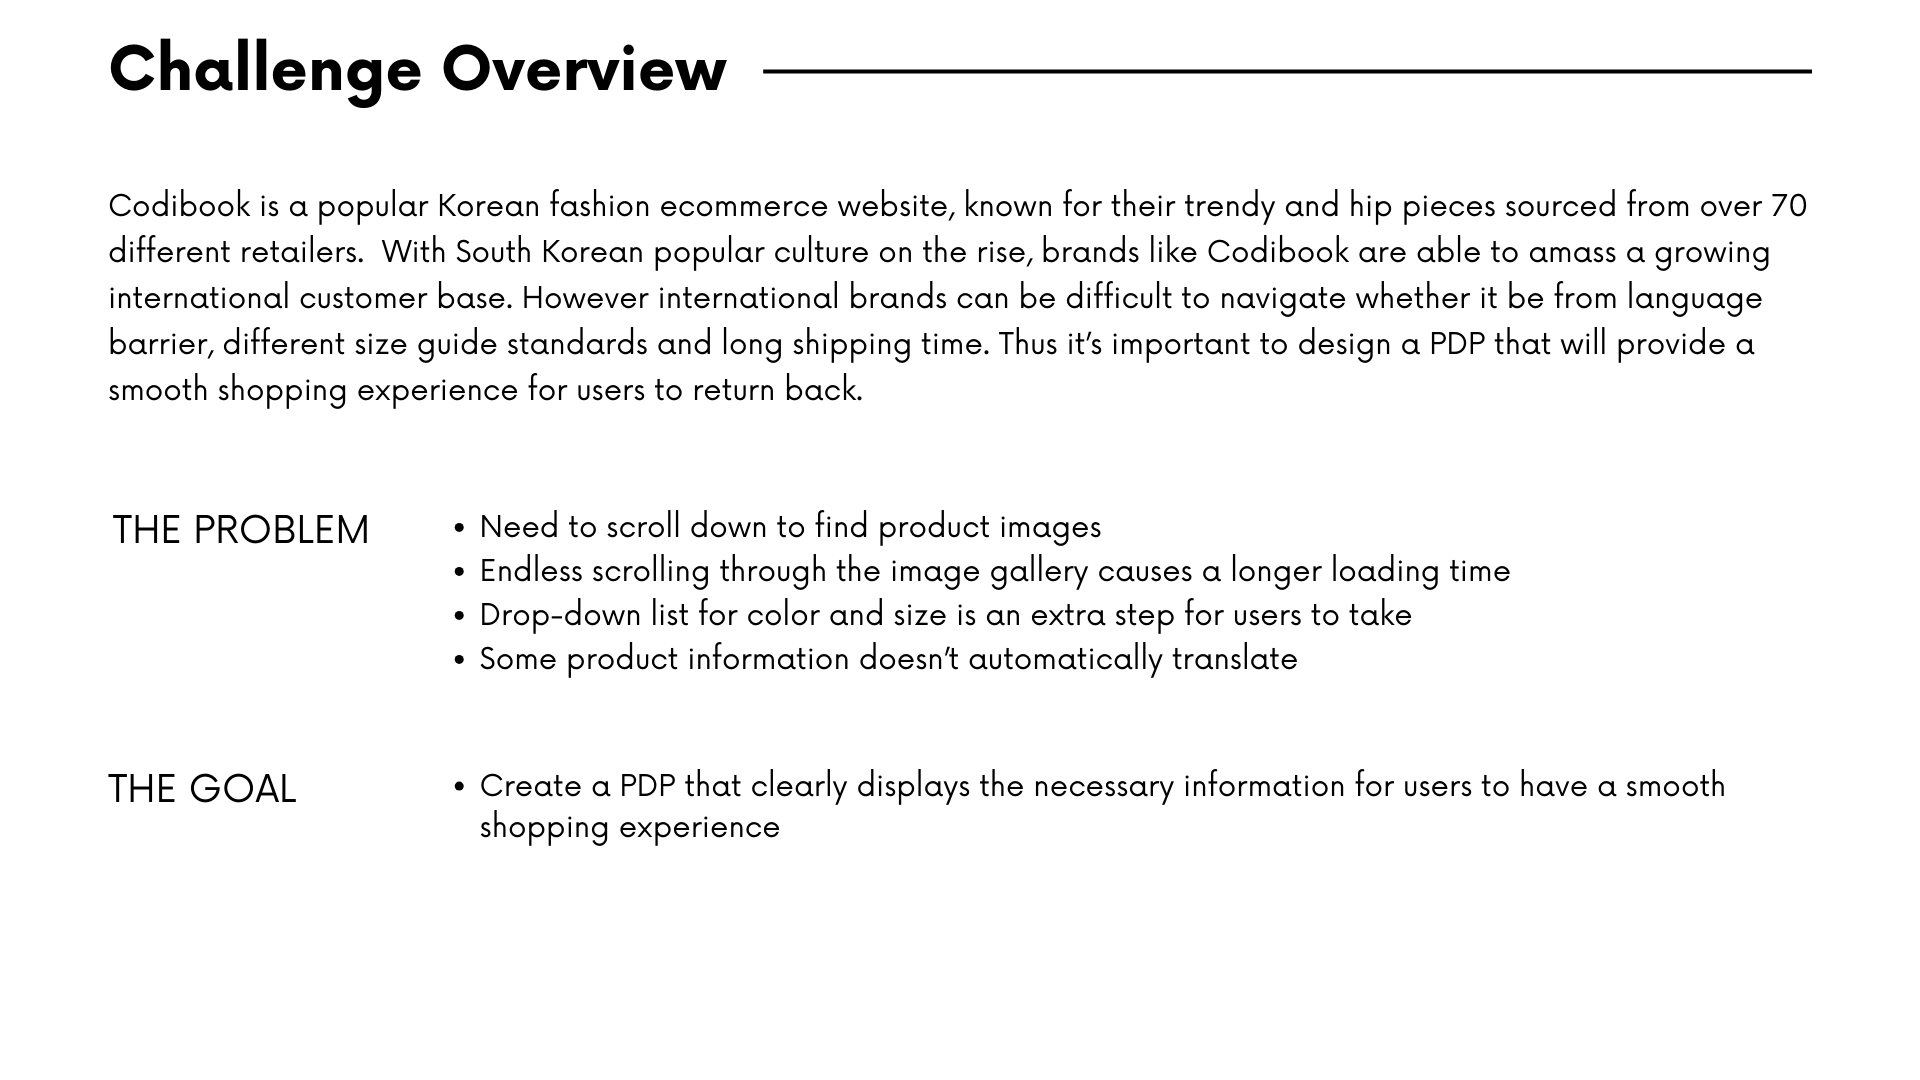 Challenge Overview
Codibook is a popular Korean fashion ecommerce website, known for their trendy and hip pieces sourced from over 70
different retailers.  With South Korean popular culture on the rise, brands like Codibook are able to amass a growing
international customer base. However international brands can be difficult to navigate whether it be from language
barrier, different size guide standards and long shipping time. Thus it’s important to design a PDP that will provide a
smooth shopping experience for users to return back.
THE PROBLEM
• Need to scroll down to find product images
• Endless scrolling through the image gallery causes a longer loading time
• Drop-down list for color and size is an extra step for users to take
• Some product information doesn’t automatically translate
THE GOAL
• Create a PDP that clearly displays the necessary information for users to have a smooth
shopping experience